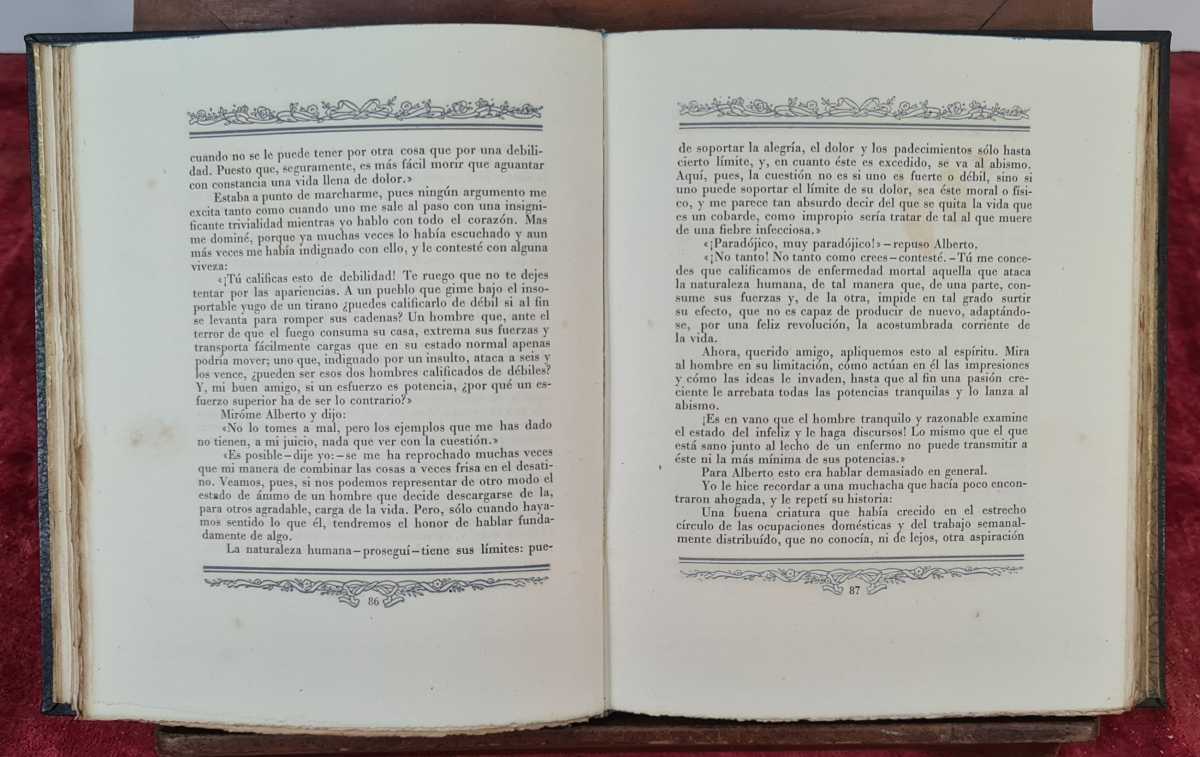 cuando no se le puede tener por otra cosa que por una debili-
dad. Puesto que, seguramente, es más fácil morir que aguantar
con constancia una vida llena de dolor.»
Estaba a punto de marcharme, pues ningún argumento me
excita tanto como cuando uno me sale al paso con una insigni-
ficante trivialidad mientras yo hablo con todo el corazón. Mas
me dominé, porque ya muchas veces lo había escuchado y aun
más veces me había indignado con ello, y le contesté con alguna
viveza:
«¡Tú calificas esto de debilidad! Te ruego que no te dejes
tentar por las apariencias. A un pueblo que gime bajo el inso-
portable yugo de un tirano ¿puedes calificarlo de débil si al fin
se levanta para romper sus cadenas? Un hombre que, ante el
terror de que el fuego consuma su casa, extrema sus fuerzas y
transporta fácilmente cargas que en su estado normal apenas
podría mover; uno que, indignado por un insulto, ataca a seis y
los vence, ¿pueden ser esos dos hombres calificados de débiles?
Y, mi buen amigo, si un esfuerzo es potencia, ¿por qué un es-
fuerzo superior ha de ser lo contrario?»
Miróme Alberto y dijo:
«No lo tomes a mal, pero los ejemplos que me has dado
no tienen, a mi juicio, nada que ver con la cuestión.»
«Es posible—dije yo:—se me ha reprochado muchas veces
que mi manera de combinar las cosas a veces frisa en el desati-
no. Veamos, pues, si nos podemos representar de otro modo el
estado de ánimo de un hombre que decide descargarse de la,
para otros agradable, carga de la vida. Pero, sólo cuando haya-
mos sentido lo que él, tendremos el honor de hablar funda-
damente de algo.
La naturaleza humana—proseguí—tiene sus límites: pue-
86
de soportar la alegría, el dolor y los padecimientos sólo hasta
cierto límite, y, en cuanto éste es excedido, se va al abismo.
Aquí, pues, la cuestión no es si uno es fuerte o débil, sino si
uno puede soportar el límite de su dolor, sea éste moral o físi-
co, y me parece tan absurdo decir del que se quita la vida que
es un cobarde, como impropio sería tratar de tal al que muere
de una fiebre infecciosa.»
«¡Paradójico, muy paradójico!»—repuso Alberto,
«¡No tanto! No tanto como crees—contesté.—Tú me conce-
des que calificamos de enfermedad mortal aquella que ataca
la naturaleza humana, de tal manera que, de una parte, con-
sume sus fuerzas y, de la otra, impide en tal grado surtir
su efecto, que no es capaz de producir de nuevo, adaptándo-
se, por una feliz revolución, la acostumbrada corriente de
la vida.
Ahora, querido amigo, apliquemos esto al espíritu. Mira
al hombre en su limitación, cómo actúan en él las impresiones
y cómo las ideas le invaden, hasta que al fin una pasión cre-
ciente le arrebata todas las potencias tranquilas y lo lanza al
abismo.
¡Es en vano que el hombre tranquilo y razonable examine
el estado del infeliz y le haga discursos! Lo mismo que el que
está sano junto al lecho de un enfermo no puede transmitir a
éste ni la más mínima de sus potencias.»
Para Alberto esto era hablar demasiado en general.
Yo le hice recordar a una muchacha que hacía poco encon-
traron ahogada, y le repetí su historia:
Una buena criatura que había crecido en el estrecho
círculo de las ocupaciones domésticas y del trabajo semanal-
mente distribuído, que no conocía, ni de lejos, otra aspiración
87